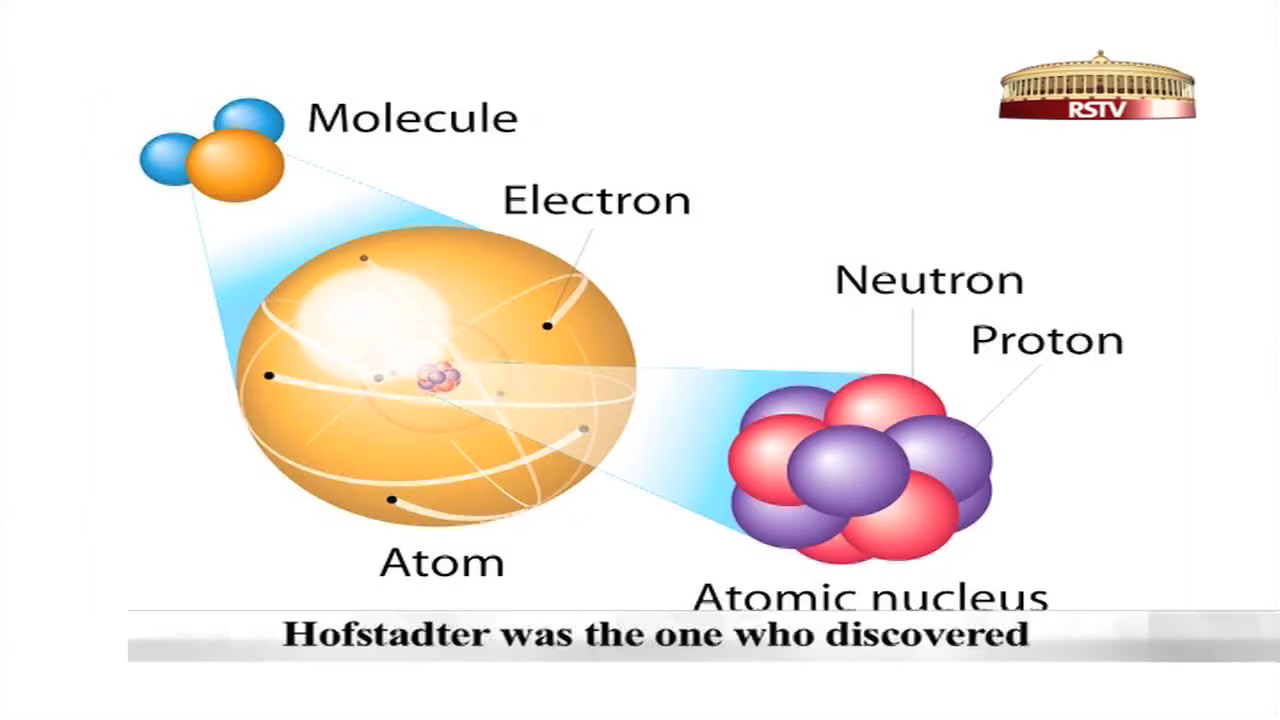 RSTV
Molecule
Electron
Neutron
Proton
Atom
Atomic nucleus
Hofstadter was the one who discovered